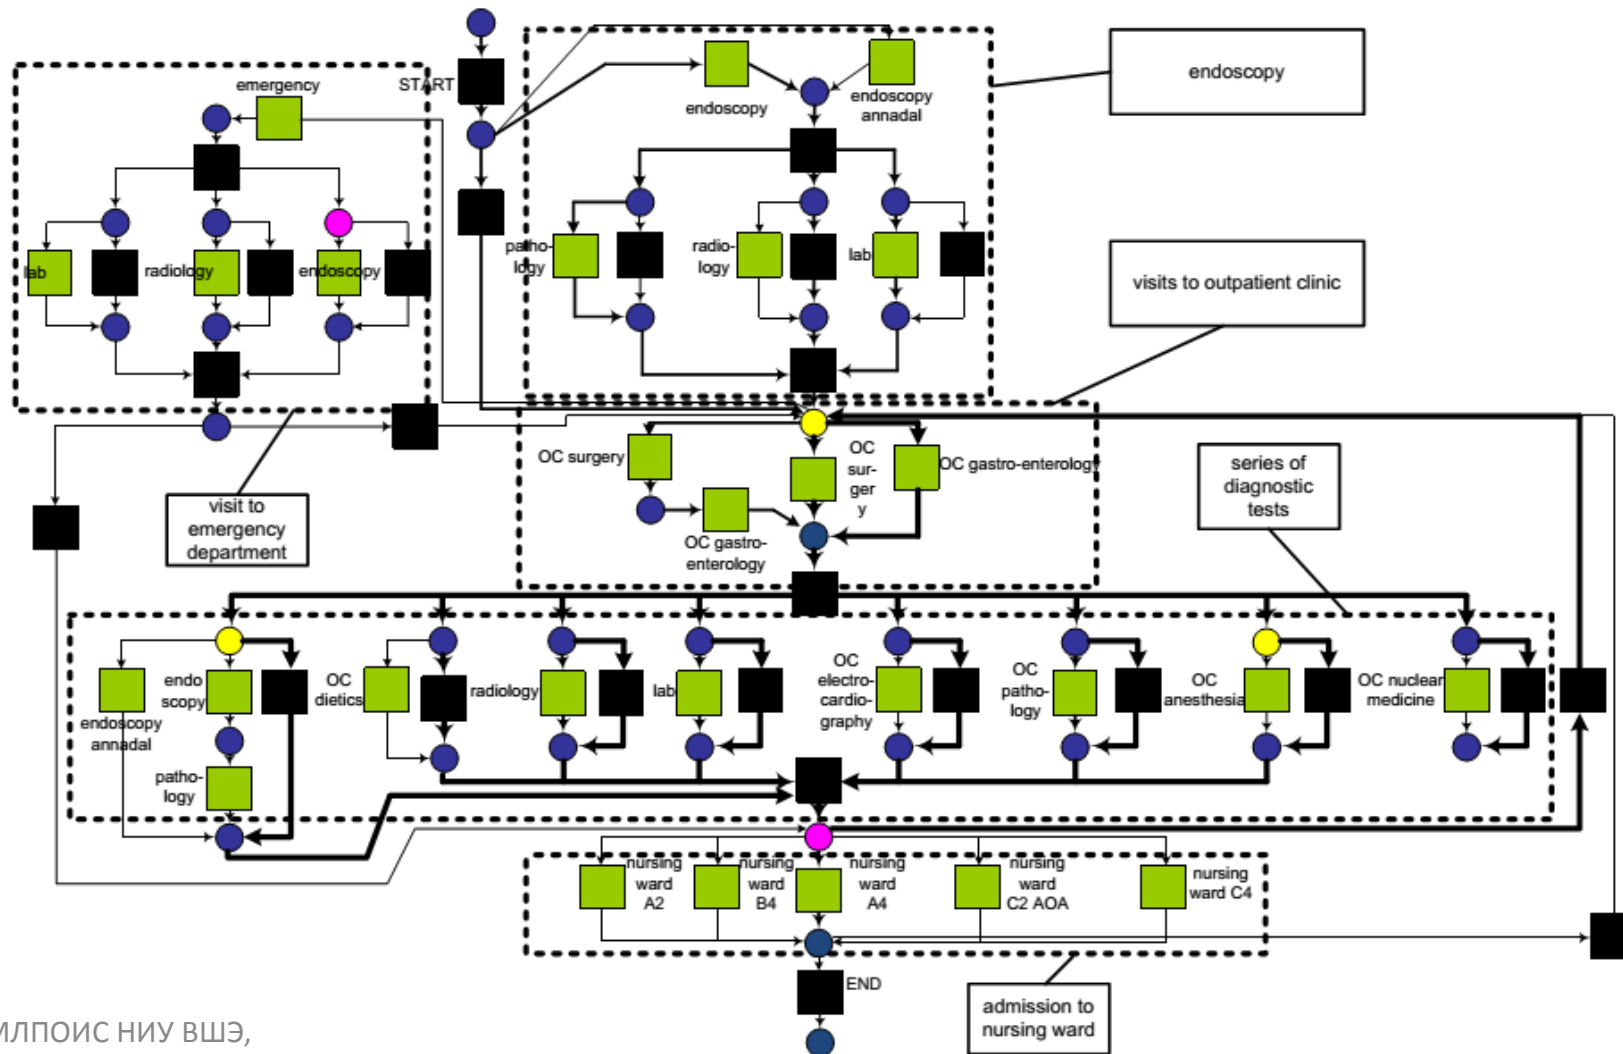 START
emergency
endoscopy
endoscopy
annadal
endoscopy
lab
radiology
endoscopy
patho-
logy
radio-
logy
lab
visits to outpatient clinic
OC surgery
OC
sur-
ger
y
OC gastro-enterology
OC gastro-
enterology
visit to
emergency
department
series of
diagnostic
tests
endoscopy
annadal
endo
scopy
patho-
logy
OC
dietics
radiology
lab
OC
electro-
cardio-
graphy
OC
patho-
logy
OC
anesthesia
OC nuclear
medicine
nursing
ward
A2
nursing
ward
B4
nursing
ward
A4
nursing
ward
C2 AOA
nursing
ward C4
END
admission to
nursing ward
МЛПОИС НИУ ВШЭ,